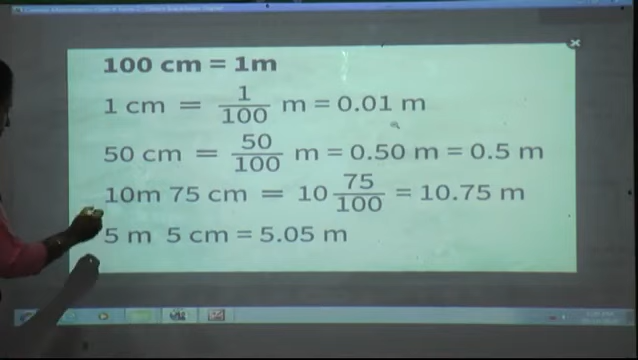 100 cm = 1m
1 cm = 1/100 m = 0.01 m
50 cm = 50/100 m = 0.50 m = 0.5 m
10m 75 cm = 10 75/100 = 10.75 m
5 m 5 cm = 5.05 m